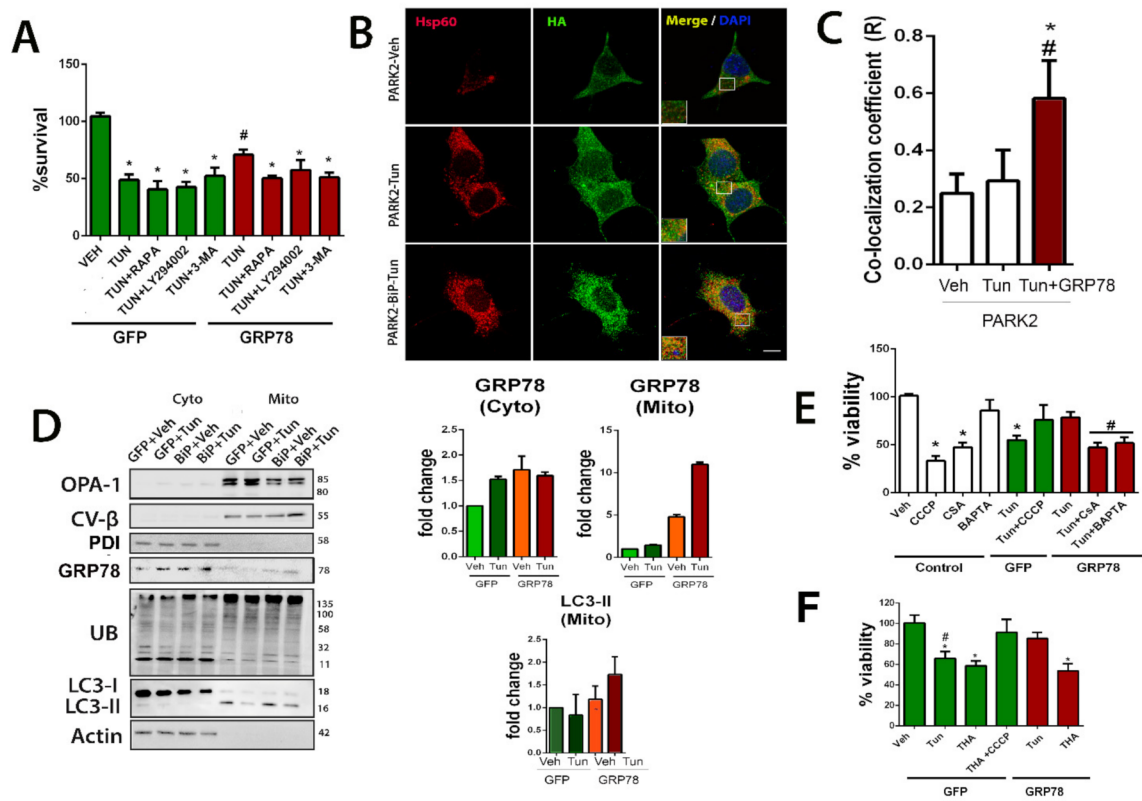 A
%survival
150
100
50
0
VEH
TUN
TUN+RAPA
TUN+LY294002
TUN+3-MA
TUN
TUN+RAPA
TUN+LY294002
TUN+3-MA
* * * * # * * *
GFP GRP78
B
Hsp60 HA Merge / DAPI
PARK2-Veh
PARK2-Tun
PARK2-BiP-Tun
C
Co-localization coefficient (R)
0.8
0.6
0.4
0.2
0.0
*
#
Veh Tun Tun+GRP78
PARK2
D
Cyto Mito
GFP+Veh
GFP+Tun
BiP+Veh
BiP+Tun
GFP+Veh
GFP+Tun
BiP+Veh
BiP+Tun
OPA-1 85
80
CV-β 55
PDI 58
GRP78 78
UB
135
100
58
32
11
LC3-I 18
LC3-II 16
Actin 42
GRP78
(Cyto)
fold change
2.0
1.5
1.0
0.5
0.0
Veh Tun Veh Tun
GFP GRP78
GRP78
(Mito)
fold change
15
10
5
0
Veh Tun Veh Tun
GFP GRP78
LC3-II
(Mito)
fold change
2.5
2.0
1.5
1.0
0.5
0.0
Veh Tun Veh Tun
GFP GRP78
E
% viability
150
100
50
0
* * * #
Veh
CCCP
CSA
BAPTA
Tun
Tun+CCCP
Tun
Tun+CsA
Tun+BAPTA
Control GFP GRP78
F
% viability
120
100
80
60
40
20
0
#
* * *
Veh
Tun
THA
THA +CCCP
Tun
THA
GFP GRP78